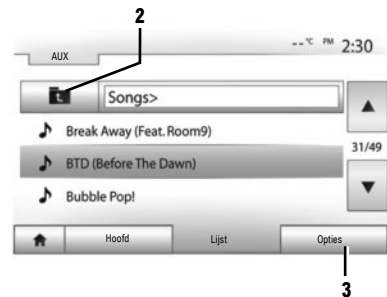 2
AUX
--°C PM 2:30
Songs>
Break Away (Feat. Room9)
31/49
BTD (Before The Dawn)
Bubble Pop!
Hoofd Lijst Opties
3